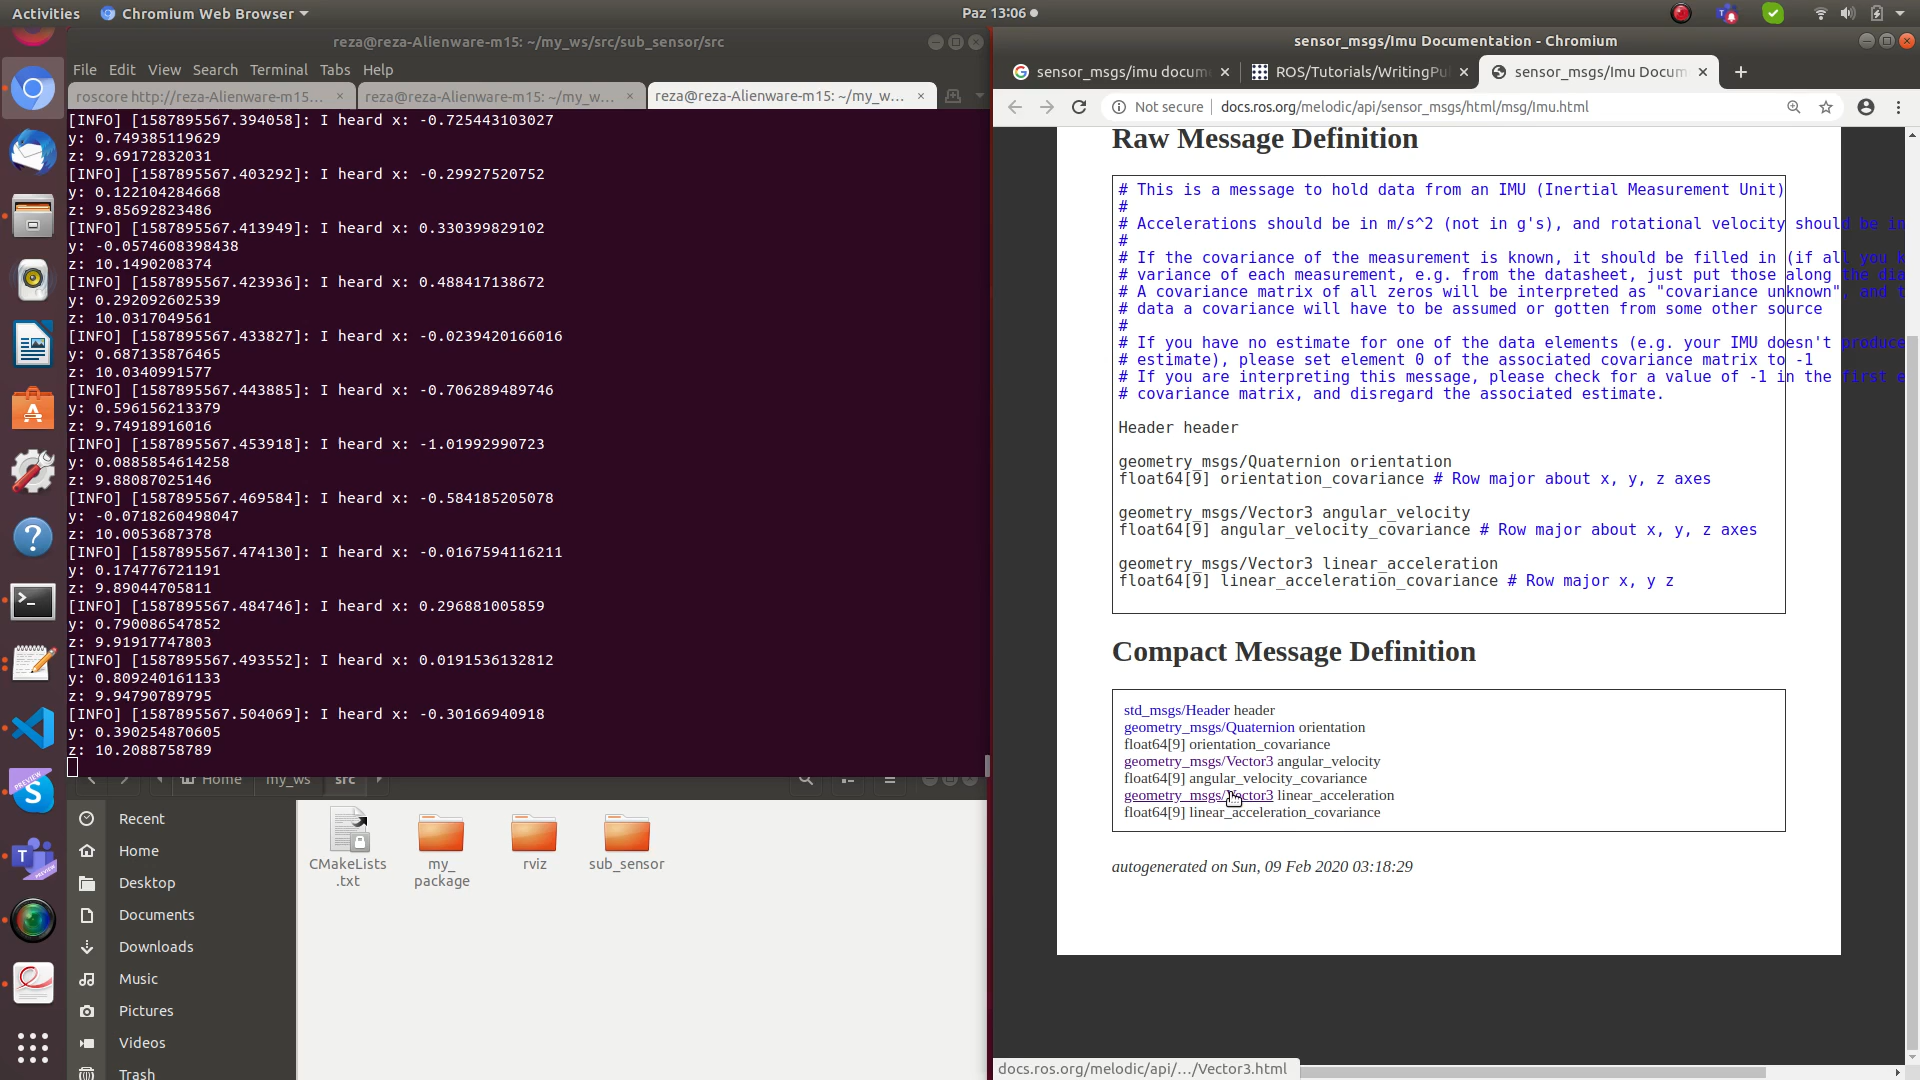 Activities
Chromium Web Browser
Paz 13:06
reza@reza-Alienware-m15: ~/my_ws/src/sub_sensor/src
File Edit View Search Terminal Tabs Help
roscore http://reza-Alienware-m15...
reza@reza-Alienware-m15: ~/my_w...
reza@reza-Alienware-m15: ~/my_w...
[INFO] [1587895567.394058]: I heard x: -0.725443103027
y: 0.749385119629
z: 9.69172832031
[INFO] [1587895567.403292]: I heard x: -0.29927520752
y: 0.122104284668
z: 9.85692823486
[INFO] [1587895567.413949]: I heard x: 0.330399829102
y: -0.0574608398438
z: 10.1490208374
[INFO] [1587895567.423936]: I heard x: 0.488417138672
y: 0.292092602539
z: 10.0317049561
[INFO] [1587895567.433827]: I heard x: -0.0239420166016
y: 0.687135876465
z: 10.0340991577
[INFO] [1587895567.443885]: I heard x: -0.706289489746
y: 0.596156213379
z: 9.74918916016
[INFO] [1587895567.453918]: I heard x: -1.01992990723
y: 0.0885854614258
z: 9.88087025146
[INFO] [1587895567.469584]: I heard x: -0.584185205078
y: -0.0718260498047
z: 10.0053687378
[INFO] [1587895567.474130]: I heard x: -0.0167594116211
y: 0.174776721191
z: 9.89044705811
[INFO] [1587895567.484746]: I heard x: 0.296881005859
y: 0.790086547852
z: 9.91917747803
[INFO] [1587895567.493552]: I heard x: 0.0191536132812
y: 0.809240161133
z: 9.94790789795
[INFO] [1587895567.504069]: I heard x: -0.30166940918
y: 0.390254870605
z: 10.2088758789
Home my_ws src
Recent
Home
Desktop
Documents
Downloads
Music
Pictures
Videos
Trash
CMakeLists
.txt
my_
package
rviz
sub_sensor
sensor_msgs/Imu Documentation - Chromium
sensor_msgs/imu docum
ROS/Tutorials/WritingPu
sensor_msgs/Imu Docum
Not secure
docs.ros.org/melodic/api/sensor_msgs/html/msg/Imu.html
Raw Message Definition
# This is a message to hold data from an IMU (Inertial Measurement Unit)
#
# Accelerations should be in m/s^2 (not in g's), and rotational velocity should be in
#
# If the covariance of the measurement is known, it should be filled in (if all you k
# variance of each measurement, e.g. from the datasheet, just put those along the dia
# A covariance matrix of all zeros will be interpreted as "covariance unknown", and t
# data a covariance will have to be assumed or gotten from some other source
#
# If you have no estimate for one of the data elements (e.g. your IMU doesn't produce
# estimate), please set element 0 of the associated covariance matrix to -1
# If you are interpreting this message, please check for a value of -1 in the first e
# covariance matrix, and disregard the associated estimate.
Header header
geometry_msgs/Quaternion orientation
float64[9] orientation_covariance # Row major about x, y, z axes
geometry_msgs/Vector3 angular_velocity
float64[9] angular_velocity_covariance # Row major about x, y, z axes
geometry_msgs/Vector3 linear_acceleration
float64[9] linear_acceleration_covariance # Row major x, y z
Compact Message Definition
std_msgs/Header header
geometry_msgs/Quaternion orientation
float64[9] orientation_covariance
geometry_msgs/Vector3 angular_velocity
float64[9] angular_velocity_covariance
geometry_msgs/Vector3 linear_acceleration
float64[9] linear_acceleration_covariance
autogenerated on Sun, 09 Feb 2020 03:18:29
docs.ros.org/melodic/api/.../Vector3.html